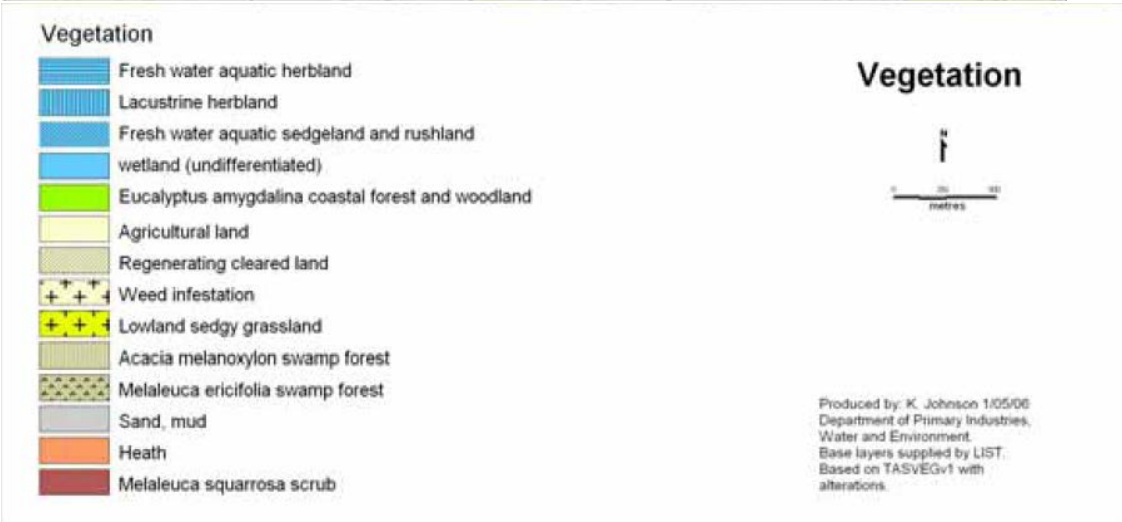 Vegetation
Fresh water aquatic herbland
Lacustrine herbland
Fresh water aquatic sedgeland and rushland
wetland (undifferentiated)
Eucalyptus amygdalina coastal forest and woodland
Agricultural land
Regenerating cleared land
Weed infestation
Lowland sedgy grassland
Acacia melanoxylon swamp forest
Melaleuca ericifolia swamp forest
Sand, mud
Heath
Melaleuca squarrosa scrub
Vegetation
N
0
metres
Produced by: K. Johnson 1/05/06
Department of Primary Industries,
Water and Environment.
Base layers supplied by LIST.
Based on TASVEGv1 with
alterations.